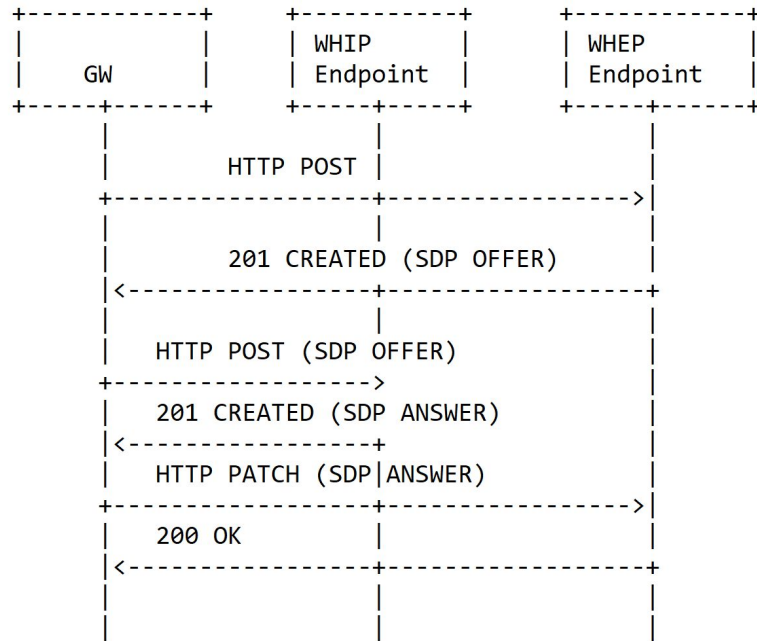 WHIP WHEP
GW Endpoint Endpoint
HTTP POST
201 CREATED (SDP OFFER)
HTTP POST (SDP OFFER)
201 CREATED (SDP ANSWER)
HTTP PATCH (SDP ANSWER)
200 OK